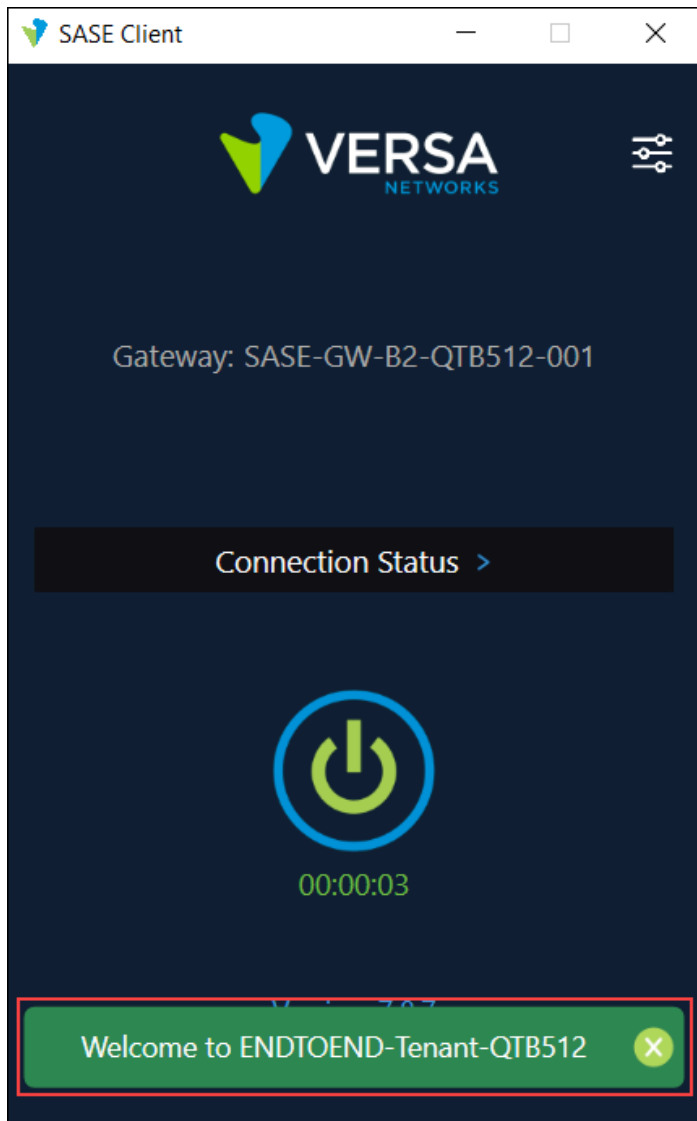 SASE Client
VERSA
NETWORKS
Gateway: SASE-GW-B2-QTB512-001
Connection Status >
00:00:03
Welcome to ENDTOEND-Tenant-QTB512